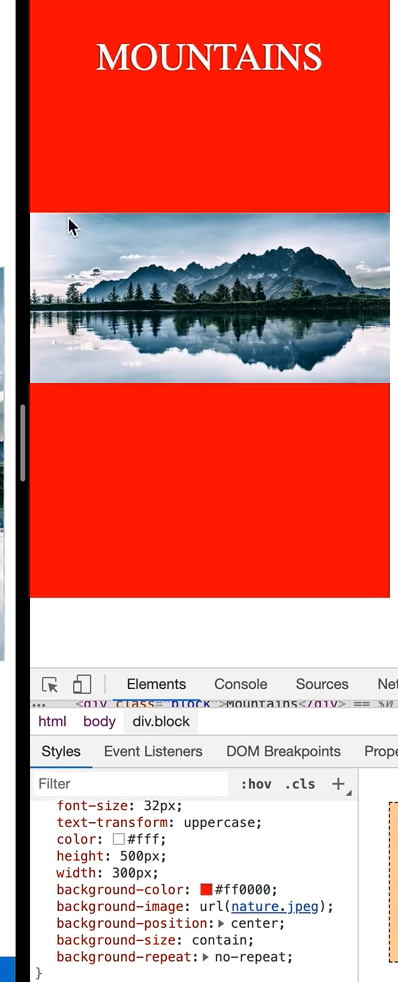 MOUNTAINS
Elements Console Sources
... <div class="block">Mountains</div> == $0
html body div.block
Styles Event Listeners DOM Breakpoints
Filter :hov .cls +
font-size: 32px;
text-transform: uppercase;
color: #fff;
height: 500px;
width: 300px;
background-color: #ff0000;
background-image: url(nature.jpeg);
background-position: center;
background-size: contain;
background-repeat: no-repeat;
}